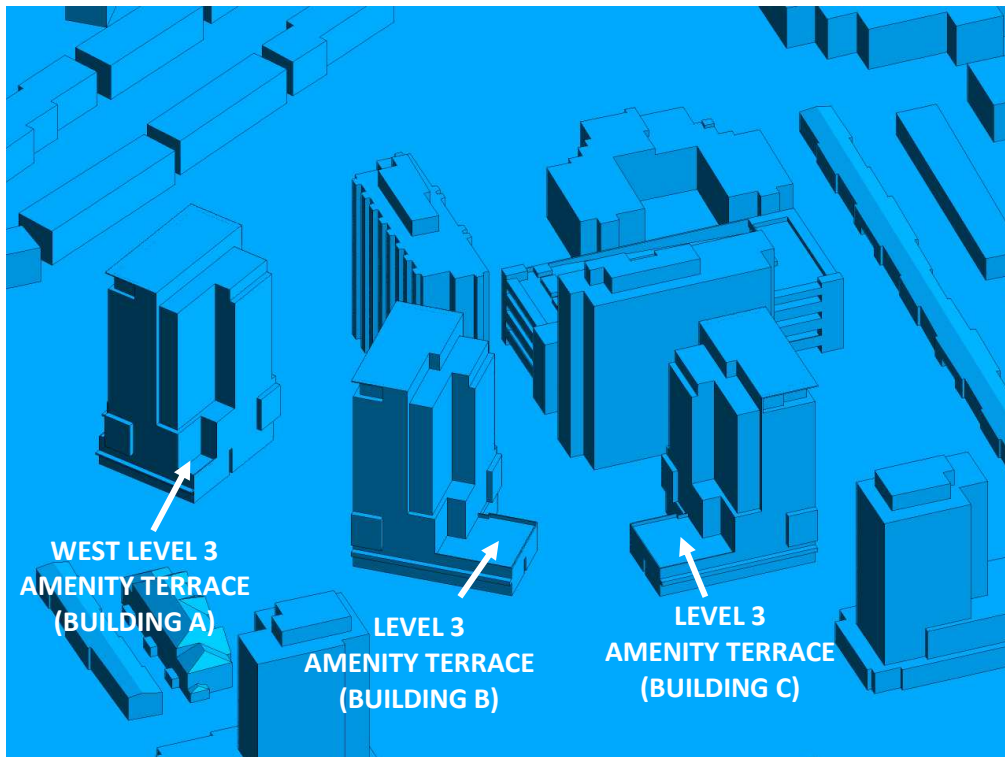 WEST LEVEL 3
AMENITY TERRACE
(BUILDING A)
LEVEL 3
AMENITY TERRACE
(BUILDING B)
LEVEL 3
AMENITY TERRACE
(BUILDING C)